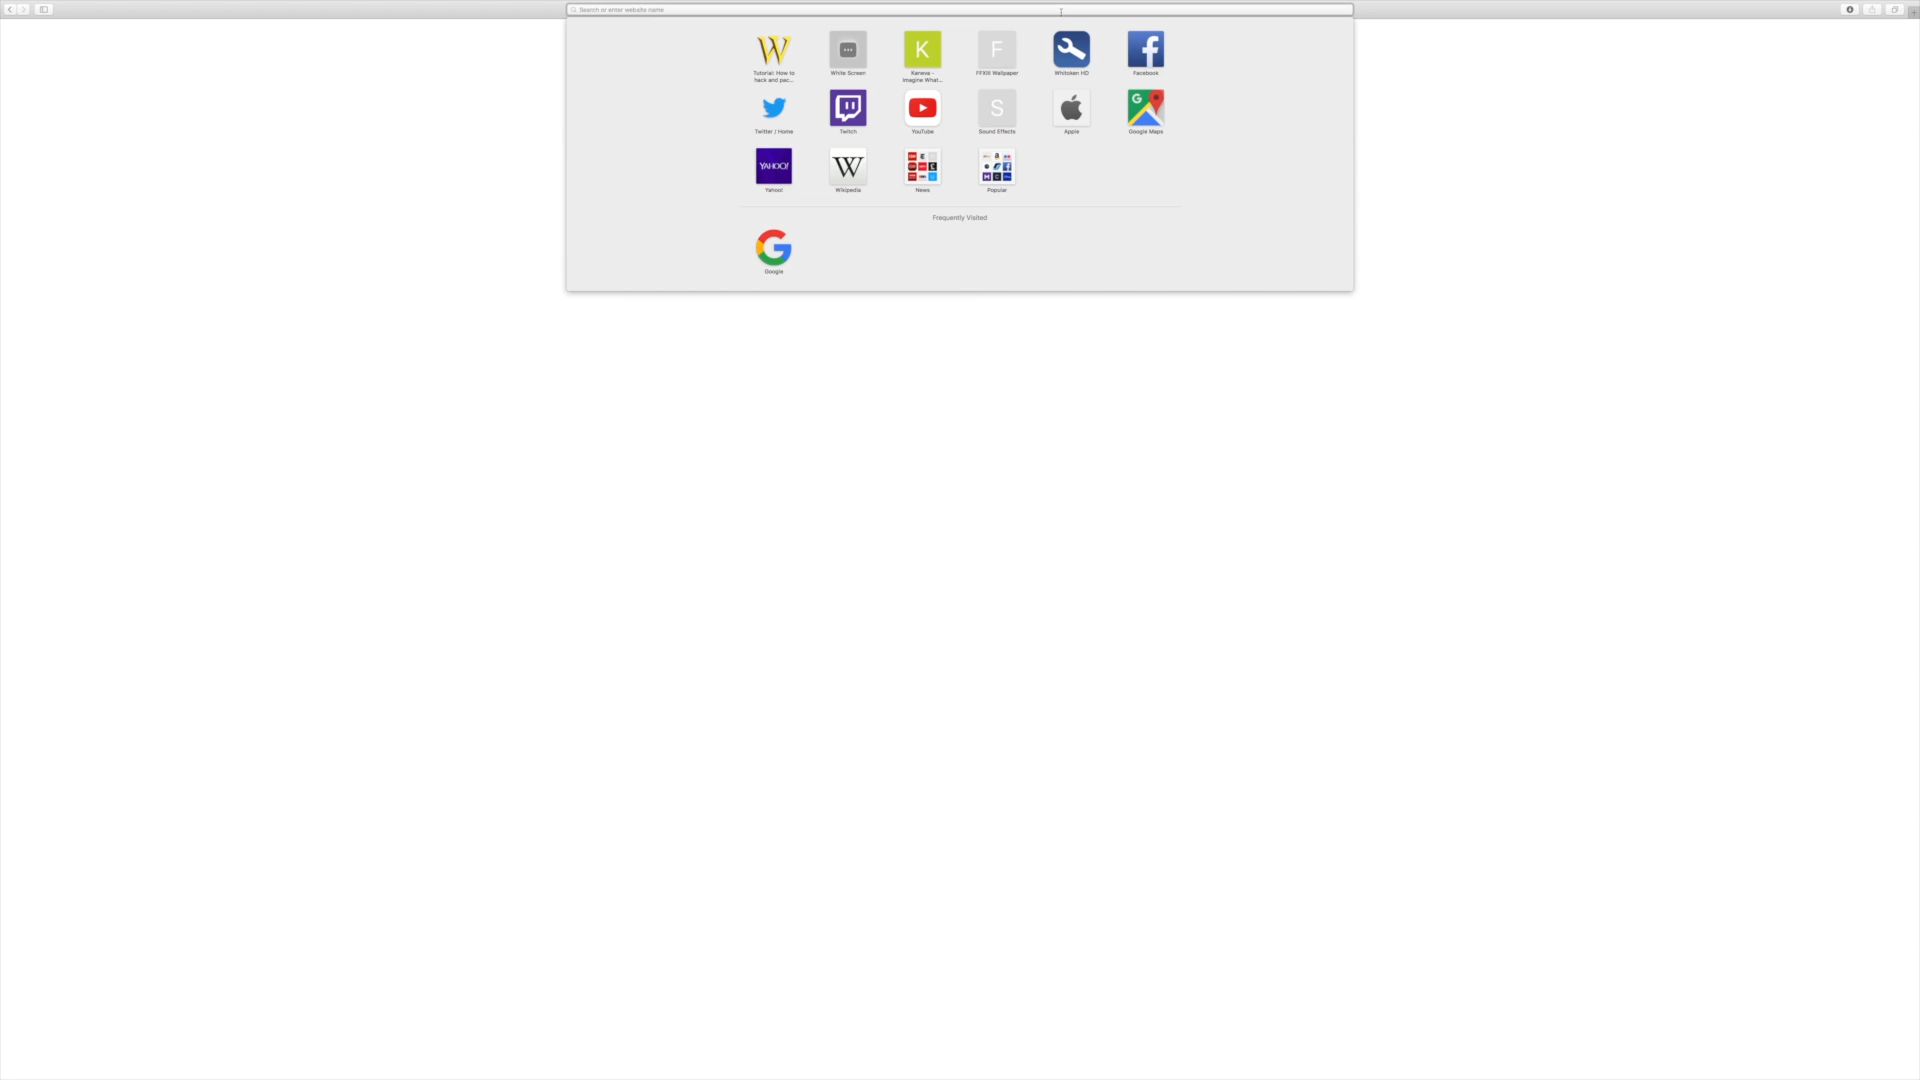 Search or enter website name
Tutorial: How to hack and pac...
White Screen
Kaneva - Imagine What...
FFXIII Wallpaper
Whitoken HD
Facebook
Twitter / Home
Twitch
YouTube
Sound Effects
Apple
Google Maps
YAHOO!
Yahoo!
Wikipedia
News
Popular
Frequently Visited
Google